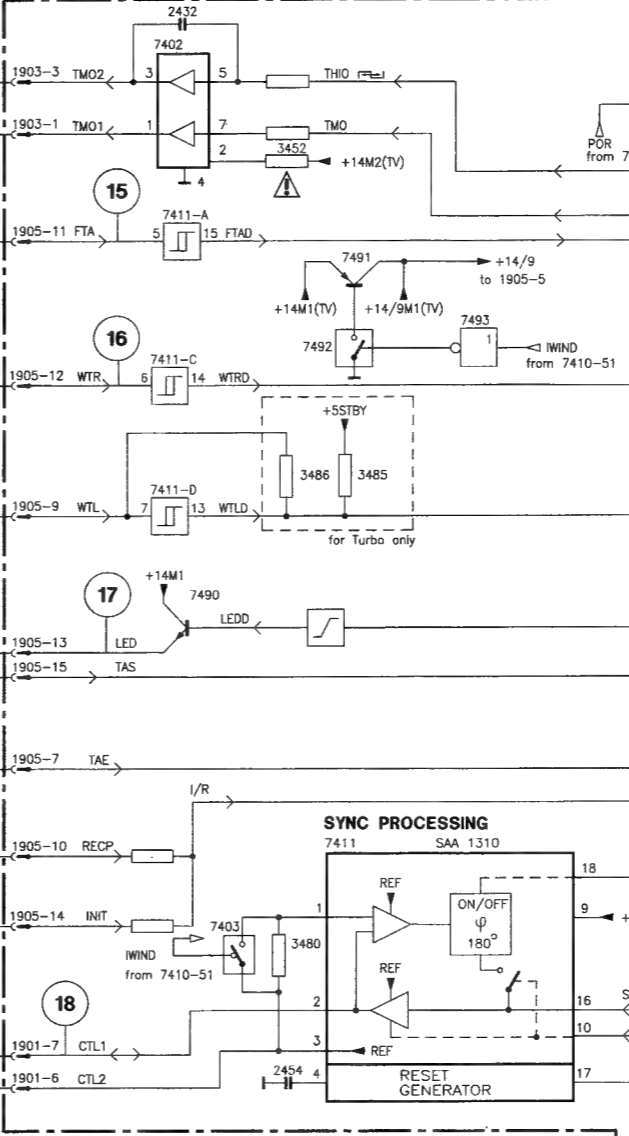 2432
7402
1903-3 TMO2 3 5 THIO
1903-1 TMO1 1 7 TMO
2 3452 +14M2(TV)
4
POR
from 7
15
7411-A
1905-11 FTA 5 15 FTAD
7491
+14/9
to 1905-5
+14M1(TV) +14/9M1(TV)
7493
7492 1 IWIND
from 7410-51
16
7411-C
1905-12 WTR 6 14 WTRD
+5STBY
3486 3485
7411-D
1905-9 WTL 7 13 WTLD
for Turbo only
+14M1
17 7490
LEDD
1905-13 LED
1905-15 TAS
1905-7 TAE
I/R
SYNC PROCESSING
7411 SAA 1310
1905-10 RECP
18
REF
ON/OFF
φ
180°
1905-14 INIT 7403 1 9 +
IWIND 3480
from 7410-51
REF
18 2 16 S
10
1901-7 CTL1 3 REF
1901-6 CTL2 2454 4 RESET 17
GENERATOR